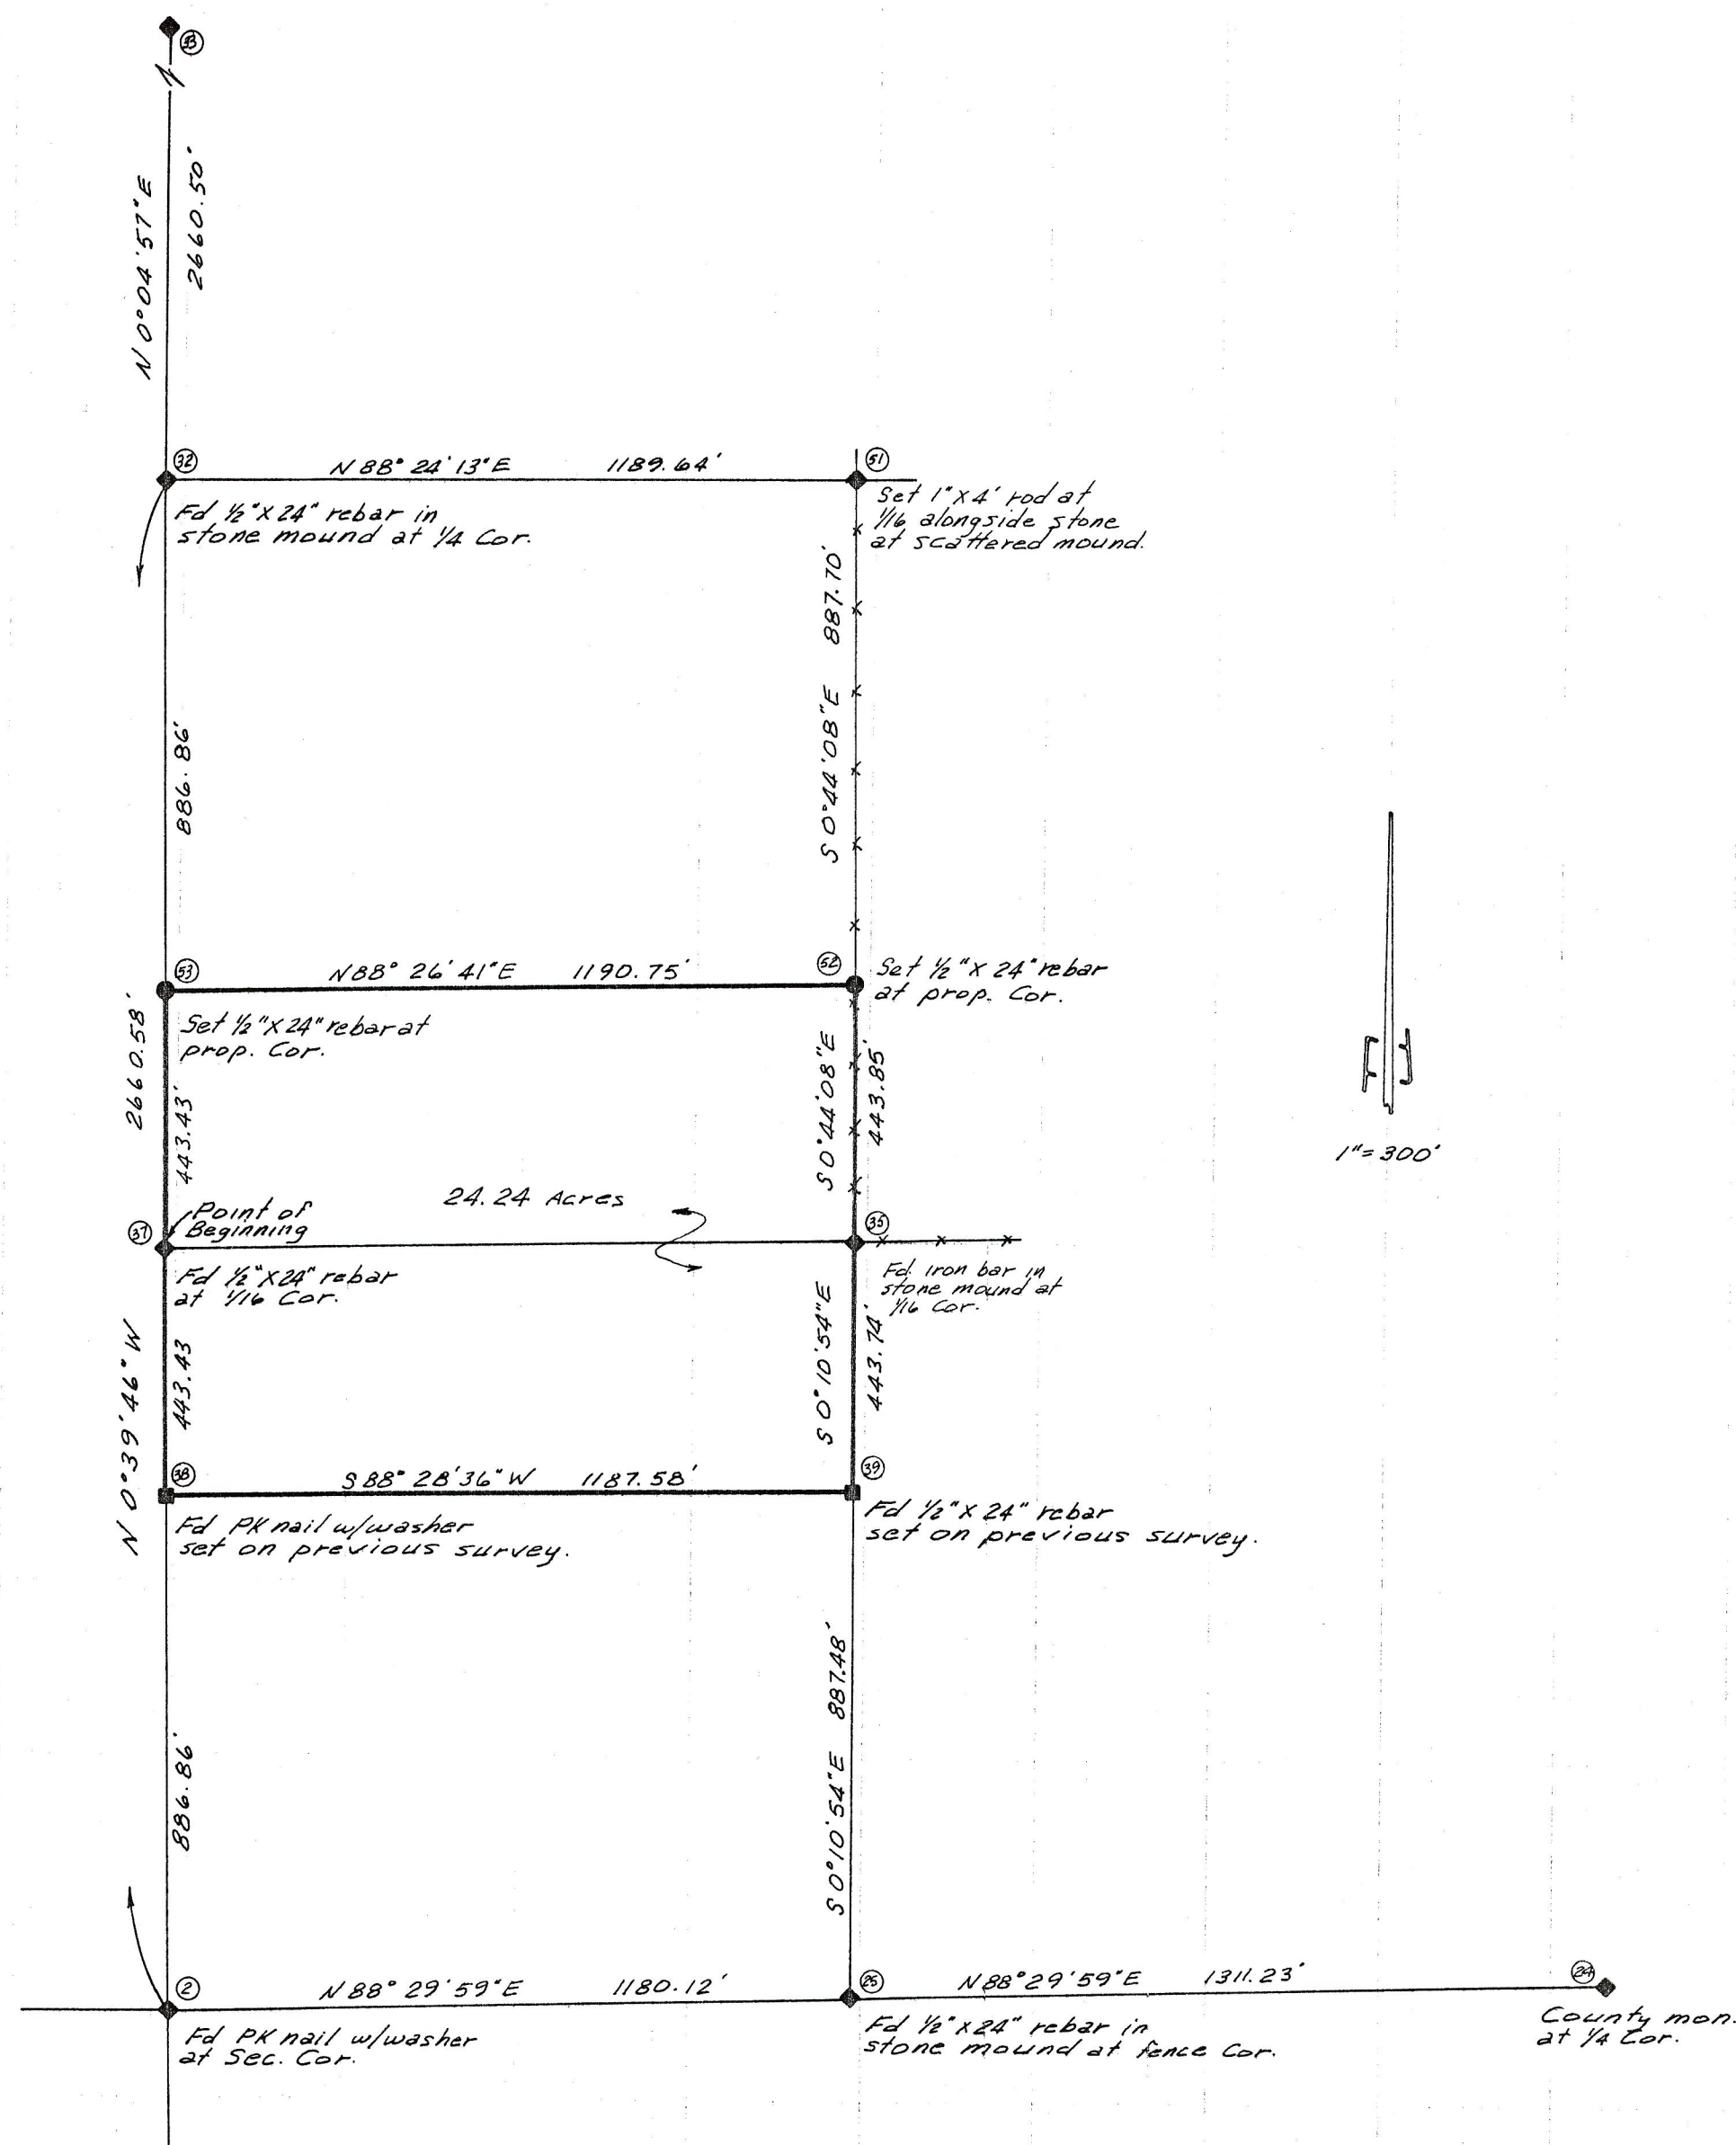 33
N 0°04'57"E
2660.50'
32
N 88° 24' 13"E 1189.64'
51
Fd ½"X24" rebar in
stone mound at ¼ Cor.
Set 1"X4' rod at
1/16 alongside stone
at scattered mound.
886.86'
S 0°44'08"E 887.70'
53
N88° 26' 41"E 1190.75'
52
Set ½"X 24" rebar
at prop. Cor.
Set ½"X24" rebar at
prop. Cor.
2660.58'
443.43'
S0°44'08"E
443.85'
1"= 300'
24.24 Acres
Point of
Beginning
37
35
Fd ½"X24" rebar
at 1/16 Cor.
Fd. iron bar in
stone mound at
1/16 Cor.
N 0°39'46"W
443.43
S 0°10'54"E
443.74'
38
S 88° 28'36"W 1187.58'
39
Fd PK nail w/washer
set on previous survey.
Fd ½"X 24" rebar
set on previous survey.
886.86'
S 0°10'54"E 887.48'
2
N 88° 29'59"E 1180.12'
N 88°29'59"E 1311.23'
24
Fd PK nail w/washer
at Sec. Cor.
Fd ½"x24" rebar in
stone mound at fence Cor.
County mon.
at ¼ Cor.